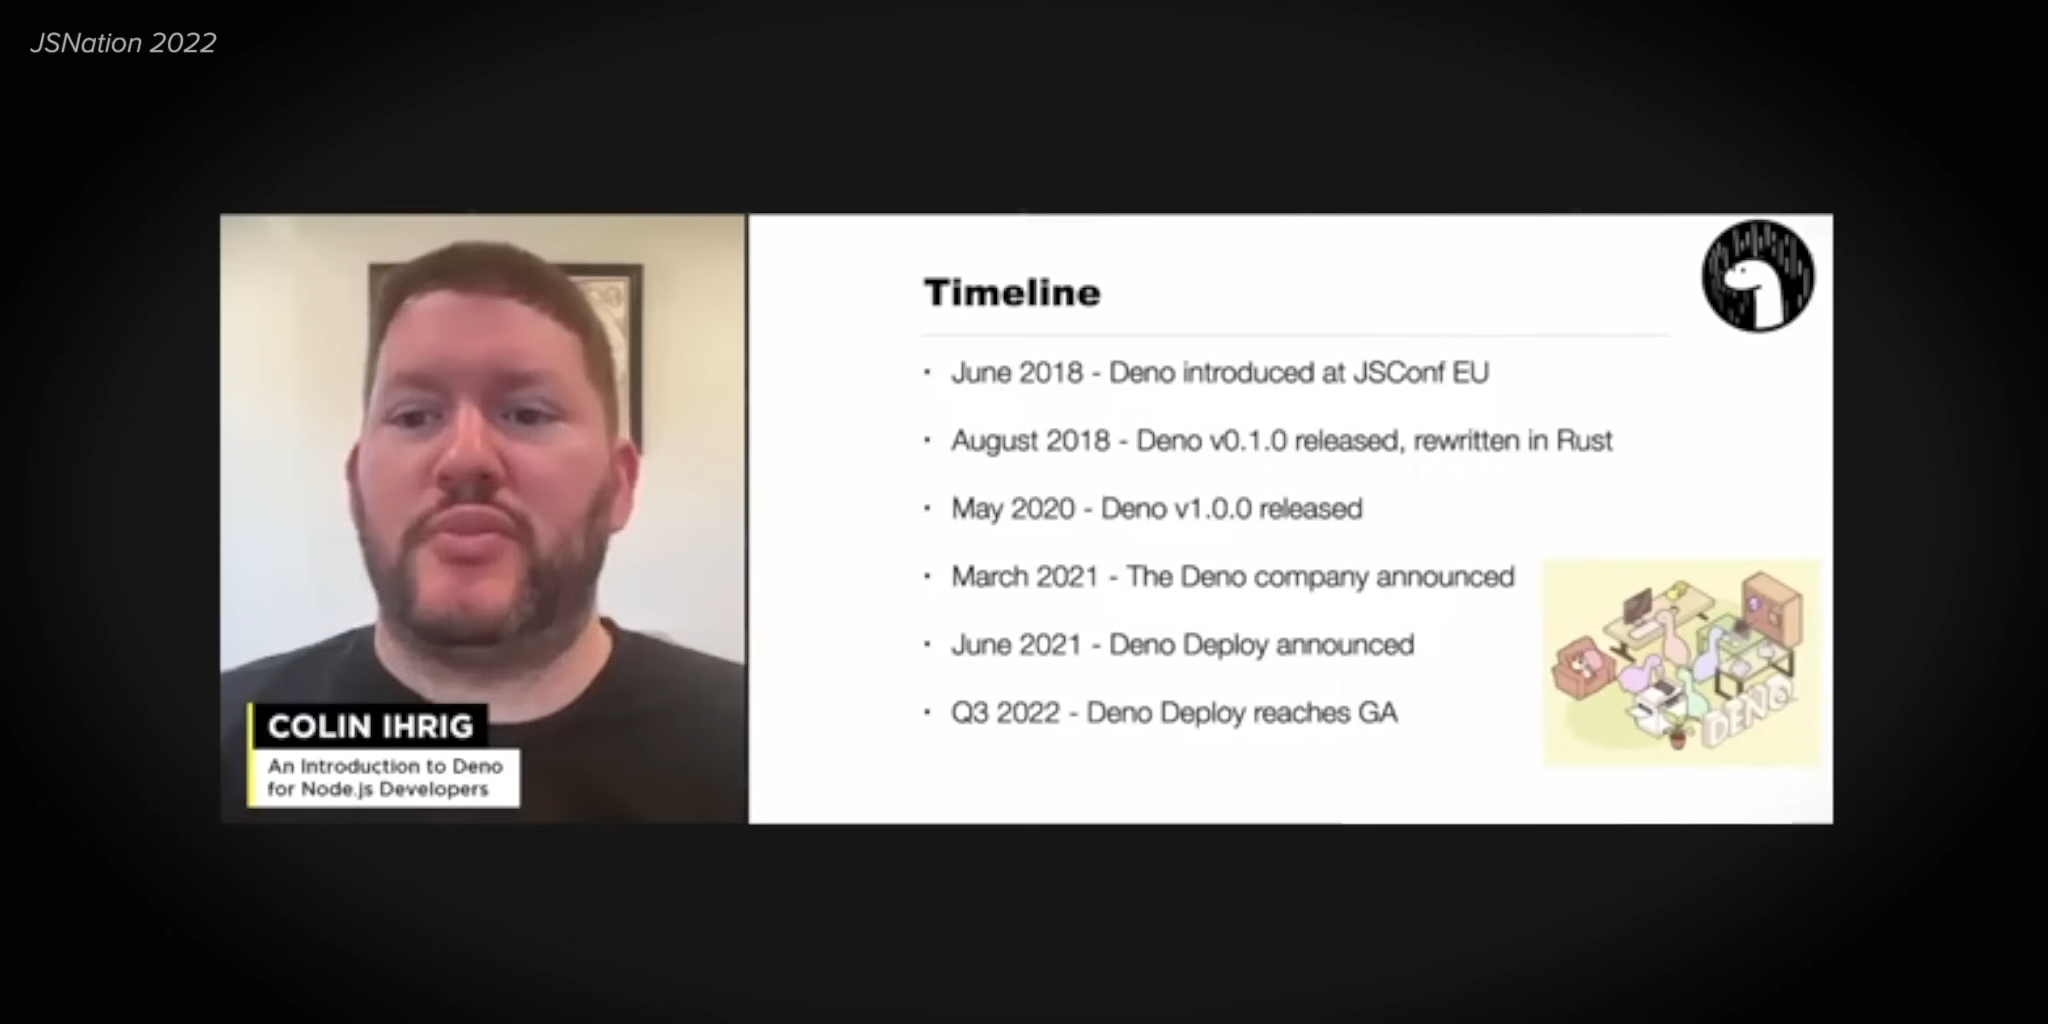 JSNation 2022
Timeline
· June 2018 - Deno introduced at JSConf EU
· August 2018 - Deno v0.1.0 released, rewritten in Rust
· May 2020 - Deno v1.0.0 released
· March 2021 - The Deno company announced
· June 2021 - Deno Deploy announced
· Q3 2022 - Deno Deploy reaches GA
DENO
COLIN IHRIG
An Introduction to Deno
for Node.js Developers